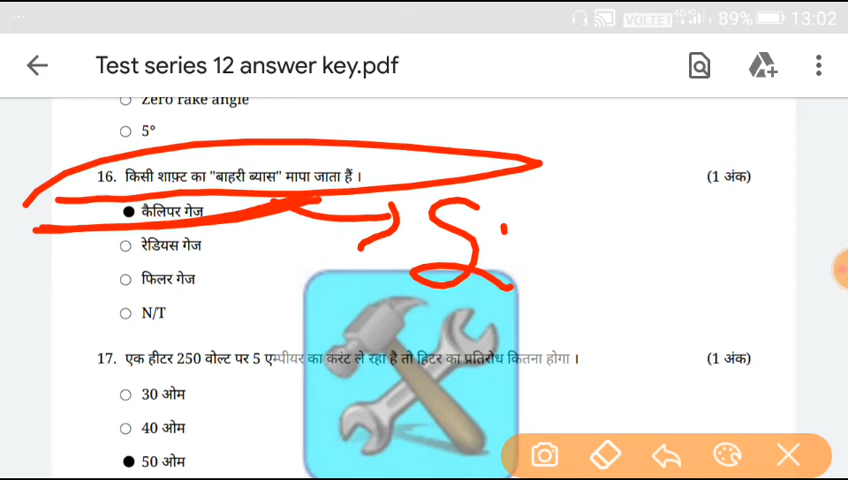 VOLTE 4G 89% 13:02
Test series 12 answer key.pdf
Zero rake angle
5°
16. किसी शाफ़्ट का "बाहरी ब्यास" मापा जाता हैं । (1 अंक)
कैलिपर गेज
रेडियस गेज
फिलर गेज
N/T
17. एक हीटर 250 वोल्ट पर 5 एम्पीयर का करंट ले रहा है तो हिटर का प्रतिरोध कितना होगा । (1 अंक)
30 ओम
40 ओम
50 ओम